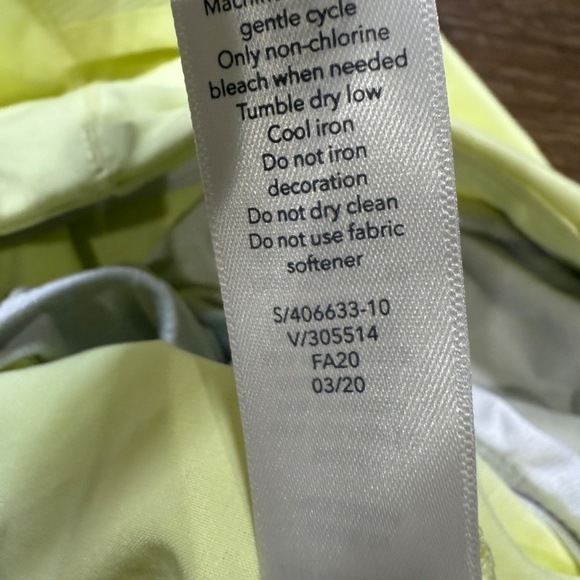 gentle cycle
Only non-chlorine
bleach when needed
Tumble dry low
Cool iron
Do not iron
decoration
Do not dry clean
Do not use fabric
softener
S/406633-10
V/305514
FA20
03/20